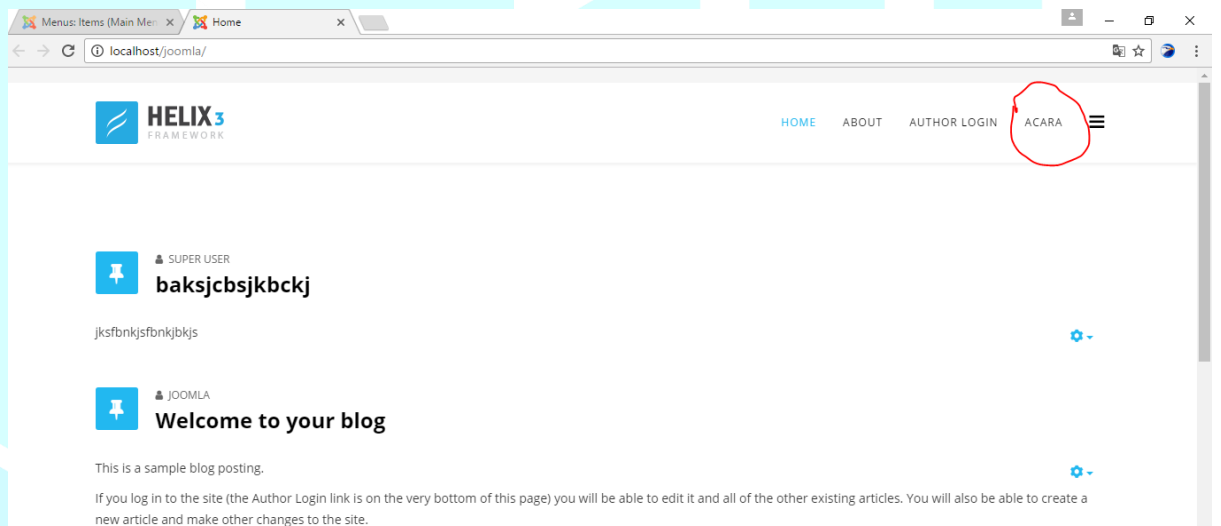 Menus: Items (Main Men
Home
localhost/joomla/
HELIX3
FRAMEWORK
HOME ABOUT AUTHOR LOGIN ACARA
SUPER USER
baksjcbsjkbckj
jksfbnkjsfbnkjbkjs
JOOMLA
Welcome to your blog
This is a sample blog posting.
If you log in to the site (the Author Login link is on the very bottom of this page) you will be able to edit it and all of the other existing articles. You will also be able to create a
new article and make other changes to the site.